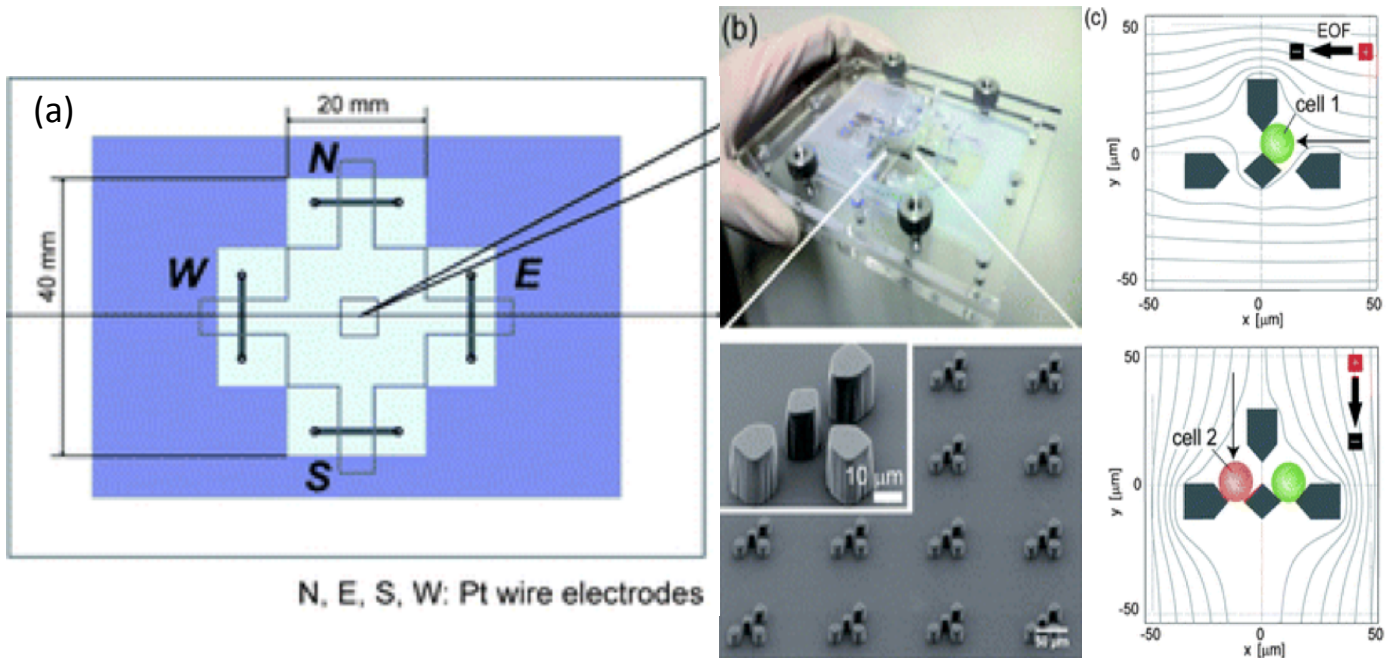 (a)
20 mm
40 mm
N
W
E
S
N, E, S, W: Pt wire electrodes
(b)
10 μm
50 μm
(c)
50
EOF
- +
cell 1
y [μm]
0
-50
-50 0 50
x [μm]
50
+
-
cell 2
y [μm]
0
-50
-50 0 50
x [μm]